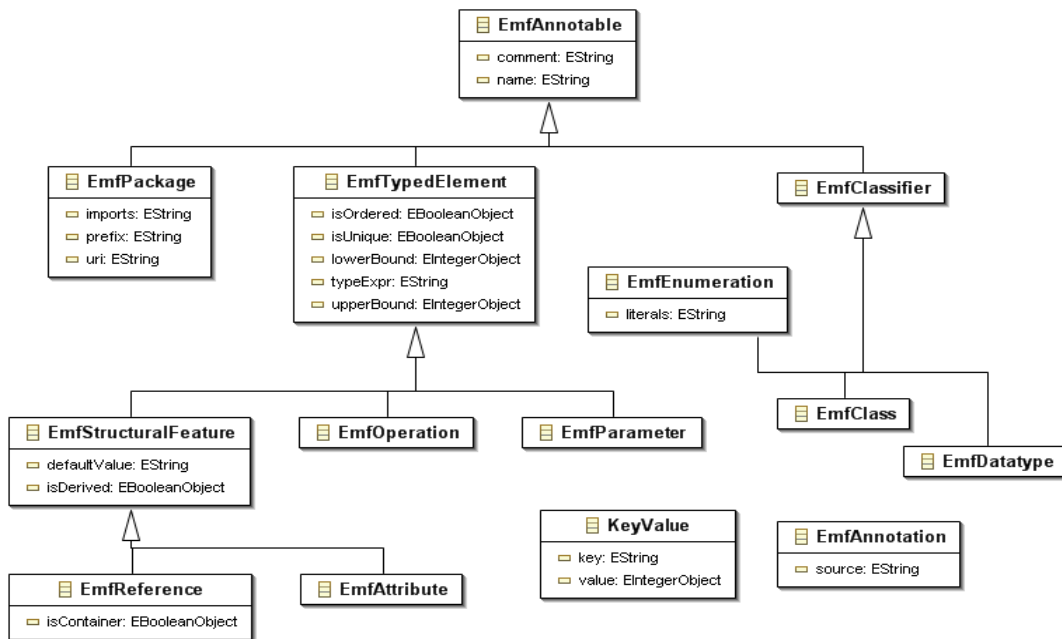 EmfAnnotable
comment: EString
name: EString
EmfPackage
imports: EString
prefix: EString
uri: EString
EmfTypedElement
isOrdered: EBooleanObject
isUnique: EBooleanObject
lowerBound: EIntegerObject
typeExpr: EString
upperBound: EIntegerObject
EmfClassifier
EmfEnumeration
literals: EString
EmfStructuralFeature
defaultValue: EString
isDerived: EBooleanObject
EmfOperation
EmfParameter
EmfClass
EmfDatatype
KeyValue
key: EString
value: EIntegerObject
EmfAnnotation
source: EString
EmfReference
isContainer: EBooleanObject
EmfAttribute